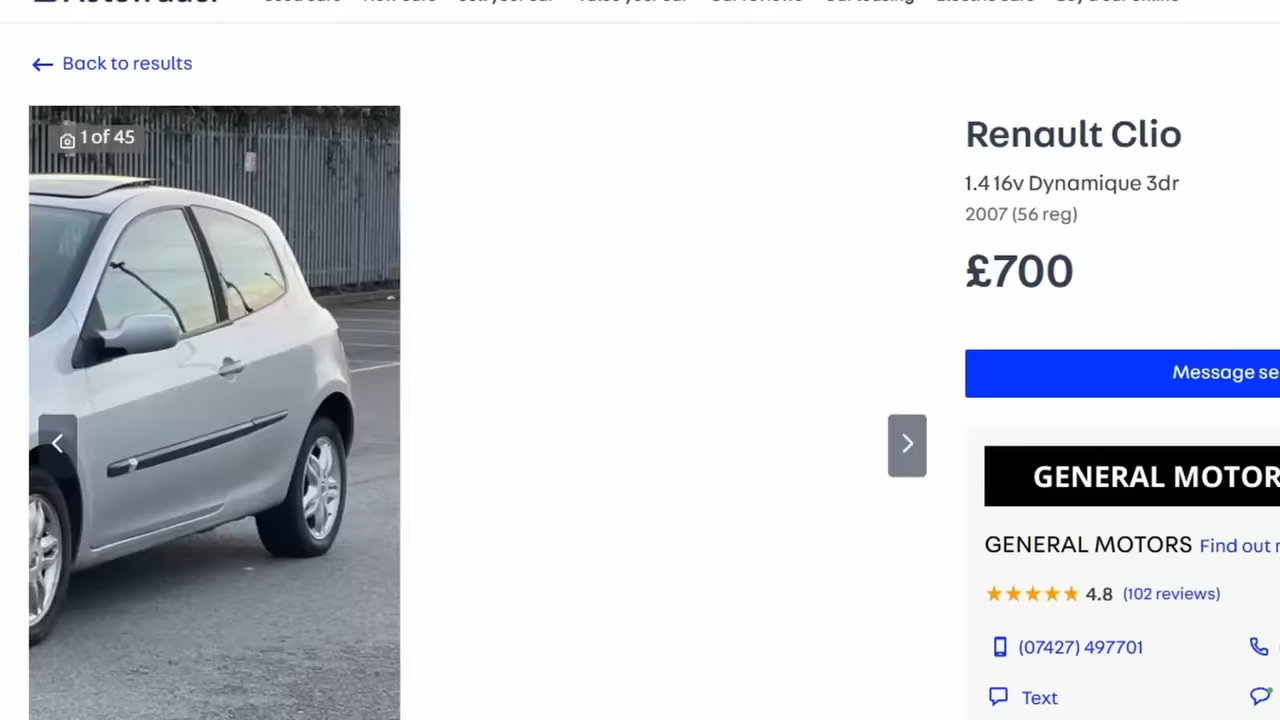 Back to results
1 of 45
Renault Clio
1.4 16v Dynamique 3dr
2007 (56 reg)
£700
Message se
GENERAL MOTOR
GENERAL MOTORS Find out
4.8 (102 reviews)
(07427) 497701
Text